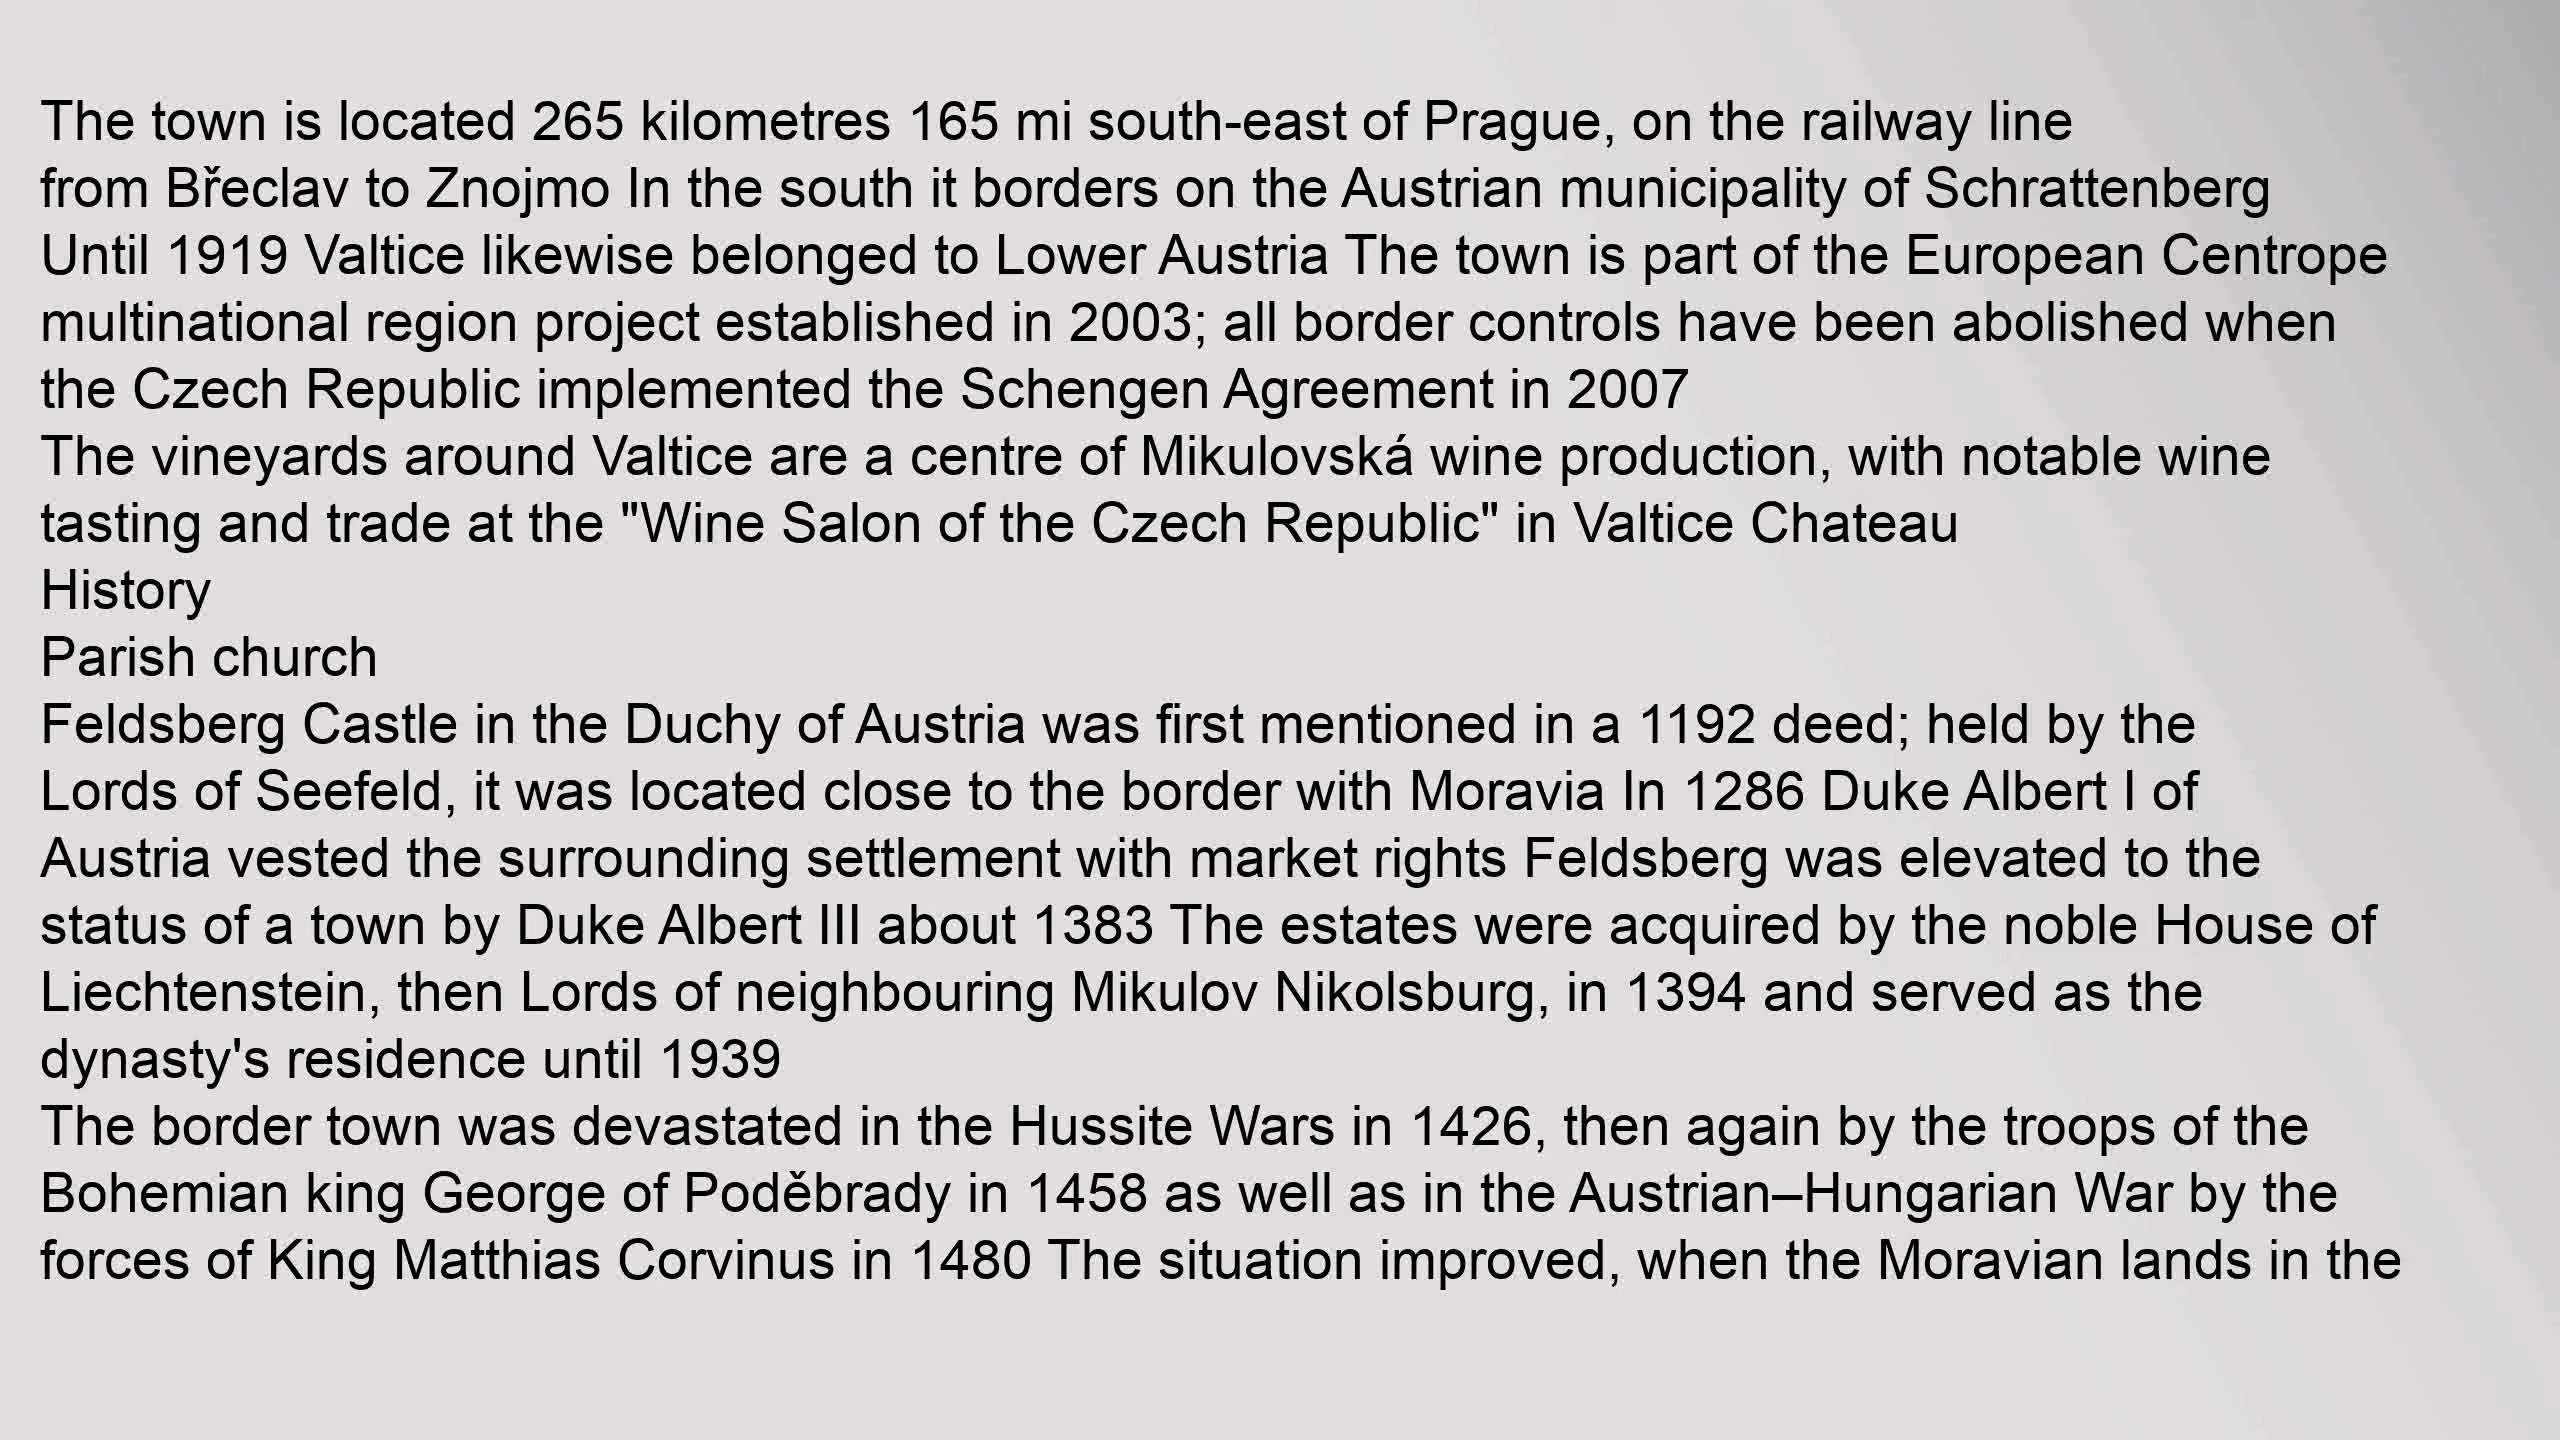 The town is located 265 kilometres 165 mi south-east of Prague, on the railway line
from Břeclav to Znojmo In the south it borders on the Austrian municipality of Schrattenberg
Until 1919 Valtice likewise belonged to Lower Austria The town is part of the European Centrope
multinational region project established in 2003; all border controls have been abolished when
the Czech Republic implemented the Schengen Agreement in 2007
The vineyards around Valtice are a centre of Mikulovská wine production, with notable wine
tasting and trade at the "Wine Salon of the Czech Republic" in Valtice Chateau
History
Parish church
Feldsberg Castle in the Duchy of Austria was first mentioned in a 1192 deed; held by the
Lords of Seefeld, it was located close to the border with Moravia In 1286 Duke Albert I of
Austria vested the surrounding settlement with market rights Feldsberg was elevated to the
status of a town by Duke Albert III about 1383 The estates were acquired by the noble House of
Liechtenstein, then Lords of neighbouring Mikulov Nikolsburg, in 1394 and served as the
dynasty's residence until 1939
The border town was devastated in the Hussite Wars in 1426, then again by the troops of the
Bohemian king George of Poděbrady in 1458 as well as in the Austrian–Hungarian War by the
forces of King Matthias Corvinus in 1480 The situation improved, when the Moravian lands in the